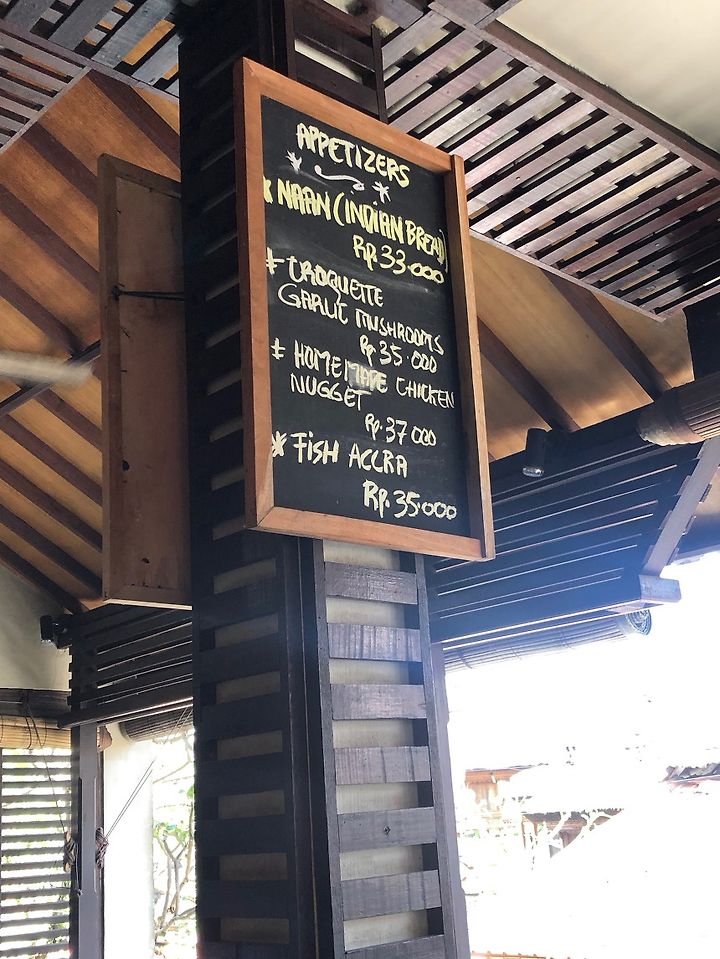 APPETIZERS
* NAAN (INDIAN BREAD)
Rp. 33.000
* CROQUETTE
GARLIC MUSHROOMS
Rp 35.000
* HOMEMADE CHICKEN
NUGGET
Rp. 37 000
* FISH ACCRA
Rp. 35.000